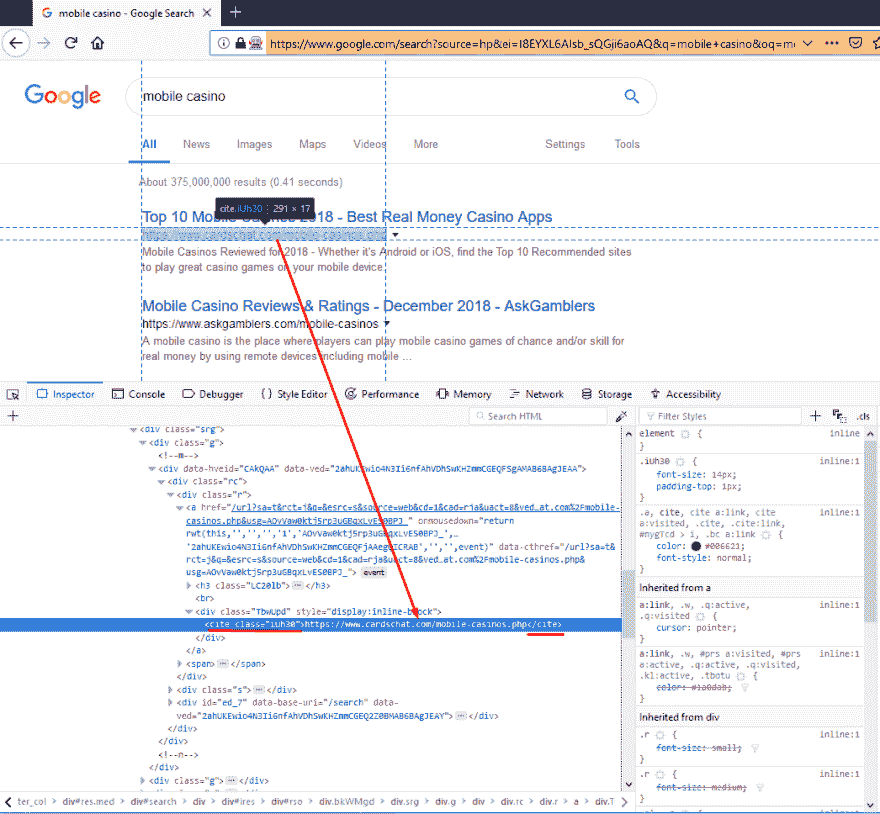 mobile casino - Google Search
https://www.google.com/search?source=hp&ei=I8EYXL6AIsb_sQGji6aoAQ&q=mobile+casino&oq=m
Google
mobile casino
All News Images Maps Videos More Settings Tools
About 375,000,000 results (0.41 seconds)
cite.iUh30 291 × 17
Top 10 Mobile Casinos 2018 - Best Real Money Casino Apps
https://www.cardschat.com/mobile-casinos.php
Mobile Casinos Reviewed for 2018 - Whether it's Android or iOS, find the Top 10 Recommended sites
to play great casino games on your mobile device.
Mobile Casino Reviews & Ratings - December 2018 - AskGamblers
https://www.askgamblers.com/mobile-casinos
A mobile casino is the place where players can play mobile casino games of chance and/or skill for
real money by using remote devices including mobile ...
Inspector Console Debugger {} Style Editor Performance Memory Network Storage Accessibility
+ Search HTML
Filter Styles + .cls
<div class="srg">
<div class="g">
<!--m-->
<div data-hveid="CAkQAA" data-ved="2ahUKEwio4N3Ii6nfAhVDhSwKHZmmCGEQFSgAMAB6BAgJEAA">
<div class="rc">
<div class="r">
<a href="/url?sa=t&rct=j&q=&esrc=s&source=web&cd=1&cad=rja&uact=8&ved…at.com%2Fmobile-
casinos.php&usg=AOvVaw0ktj5rp3uGBqxLvES0BPJ_" onmousedown="return
rwt(this,'','','','1','AOvVaw0ktj5rp3uGBqxLvES0BPJ_',…
rct=j&q=&esrc=s&source=web&cd=1&cad=rja&uact=8&ved…at.com%2Fmobile-casinos.php&
usg=AOvVaw0ktj5rp3uGBqxLvES0BPJ_"> event
<h3 class="LC20lb"></h3>
<br>
<div class="TbwUpd" style="display:inline-block">
<cite class="iUh30">https://www.cardschat.com/mobile-casinos.php</cite>
</div>
</a>
<span></span>
</div>
<div class="s"></div>
<div id="ed_7" data-base-uri="/search" data-
ved="2ahUKEwio4N3Ii6nfAhVDhSwKHZmmCGEQ2Z0BMAB6BAgJEAY"></div>
</div>
</div>
<!--n-->
</div>
<div class="g"></div>
ter_col > div#res.med > div#search > div > div#ires > div#rso > div.bkWMgd > div.srg > div.g > div > div.rc > div.r > a > div.T
element { inline
}
.iUh30 { inline:1
font-size: 14px;
padding-top: 1px;
}
.a, cite, cite a:link, cite inline:1
a:visited, .cite, .cite:link,
#nygTcd > i, .bc a:link {
color: #006621;
font-style: normal;
}
Inherited from a
a:link, .w, .q:active, inline:1
.q:visited {
cursor: pointer;
}
a:link, .w, #prs a:visited, #prs inline:1
a:active, .q:active, .q:visited,
.kl:active, .tbotu {
color: #1a0dab;
}
Inherited from div
.r { inline:1
font-size: small;
}
.r { inline:1
font-size: medium;
}